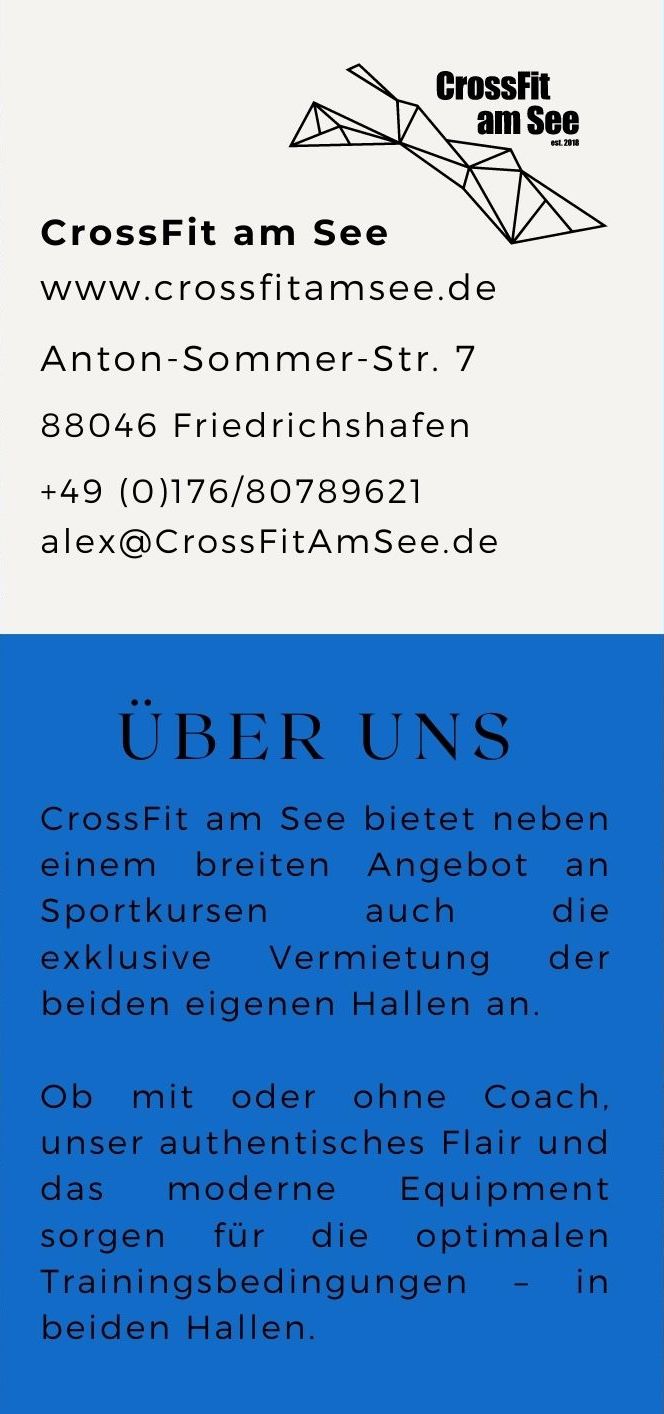 CrossFit
am See
est. 2018
CrossFit am See
www.crossfitamsee.de
Anton-Sommer-Str. 7
88046 Friedrichshafen
+49 (0)176/80789621
alex@CrossFitAmSee.de
ÜBER UNS
CrossFit am See bietet neben
einem breiten Angebot an
Sportkursen auch die
exklusive Vermietung der
beiden eigenen Hallen an.
Ob mit oder ohne Coach,
unser authentisches Flair und
das moderne Equipment
sorgen für die optimalen
Trainingsbedingungen – in
beiden Hallen.